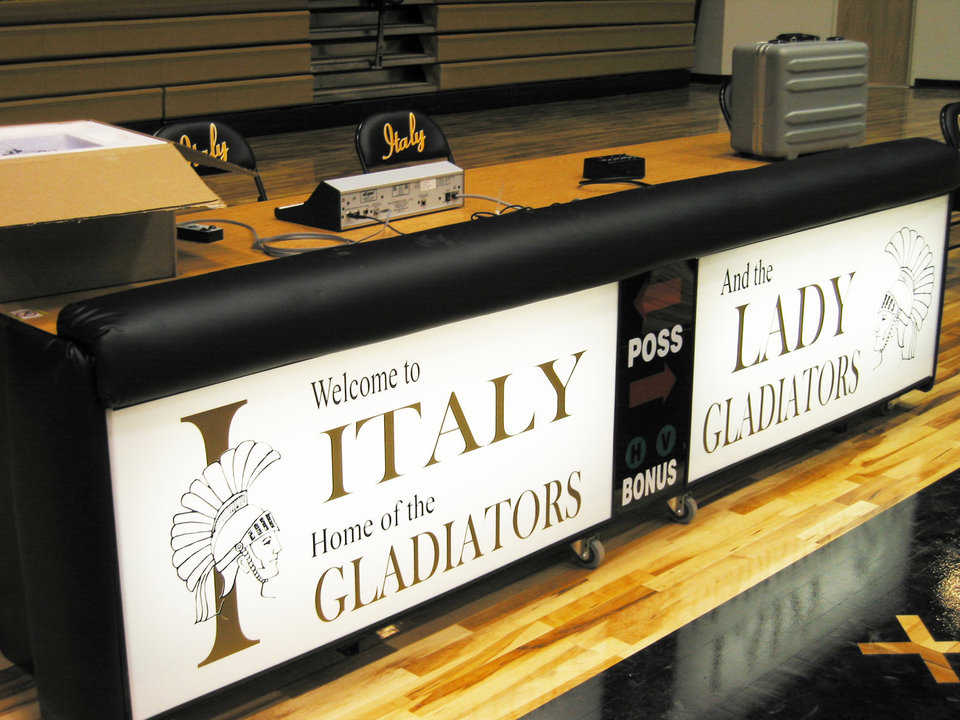 Italy
Italy
Welcome to
ITALY
Home of the
GLADIATORS
I
POSS
H V
BONUS
And the
LADY
GLADIATORS